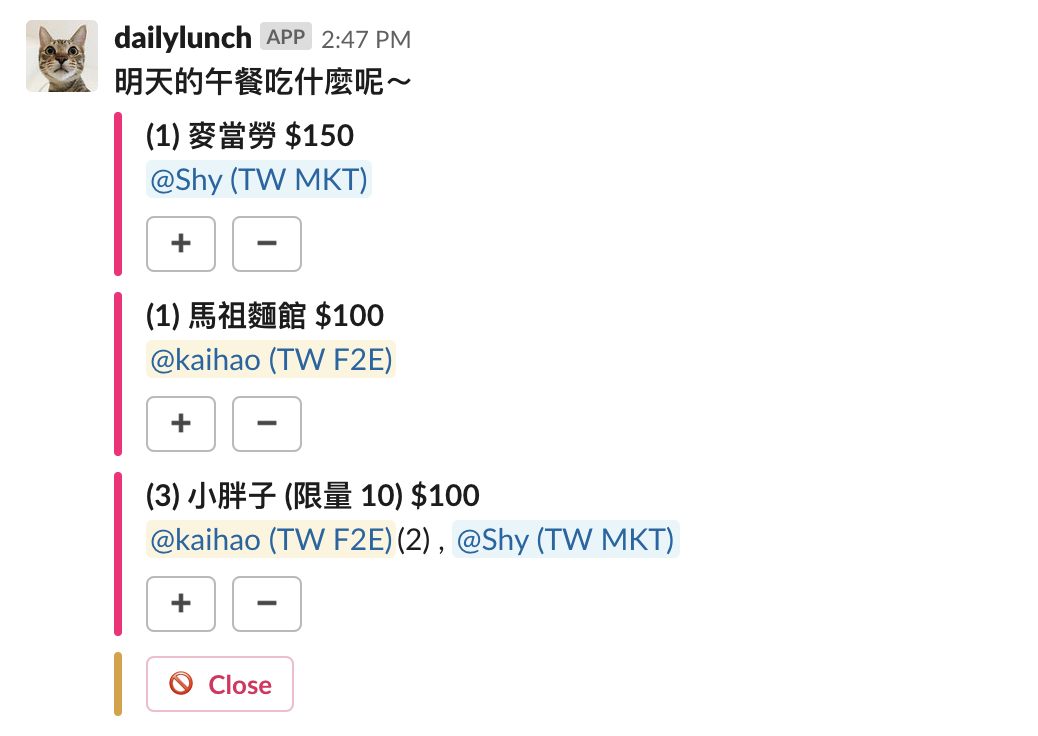 dailylunch APP 2:47 PM
明天的午餐吃什麼呢～
(1) 麥當勞 $150
@Shy (TW MKT)
+ −
(1) 馬祖麵館 $100
@kaihao (TW F2E)
+ −
(3) 小胖子 (限量 10) $100
@kaihao (TW F2E)(2) , @Shy (TW MKT)
+ −
🚫 Close